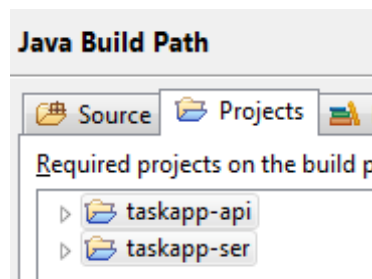 Java Build Path
Source Projects
Required projects on the build
taskapp-api
taskapp-ser